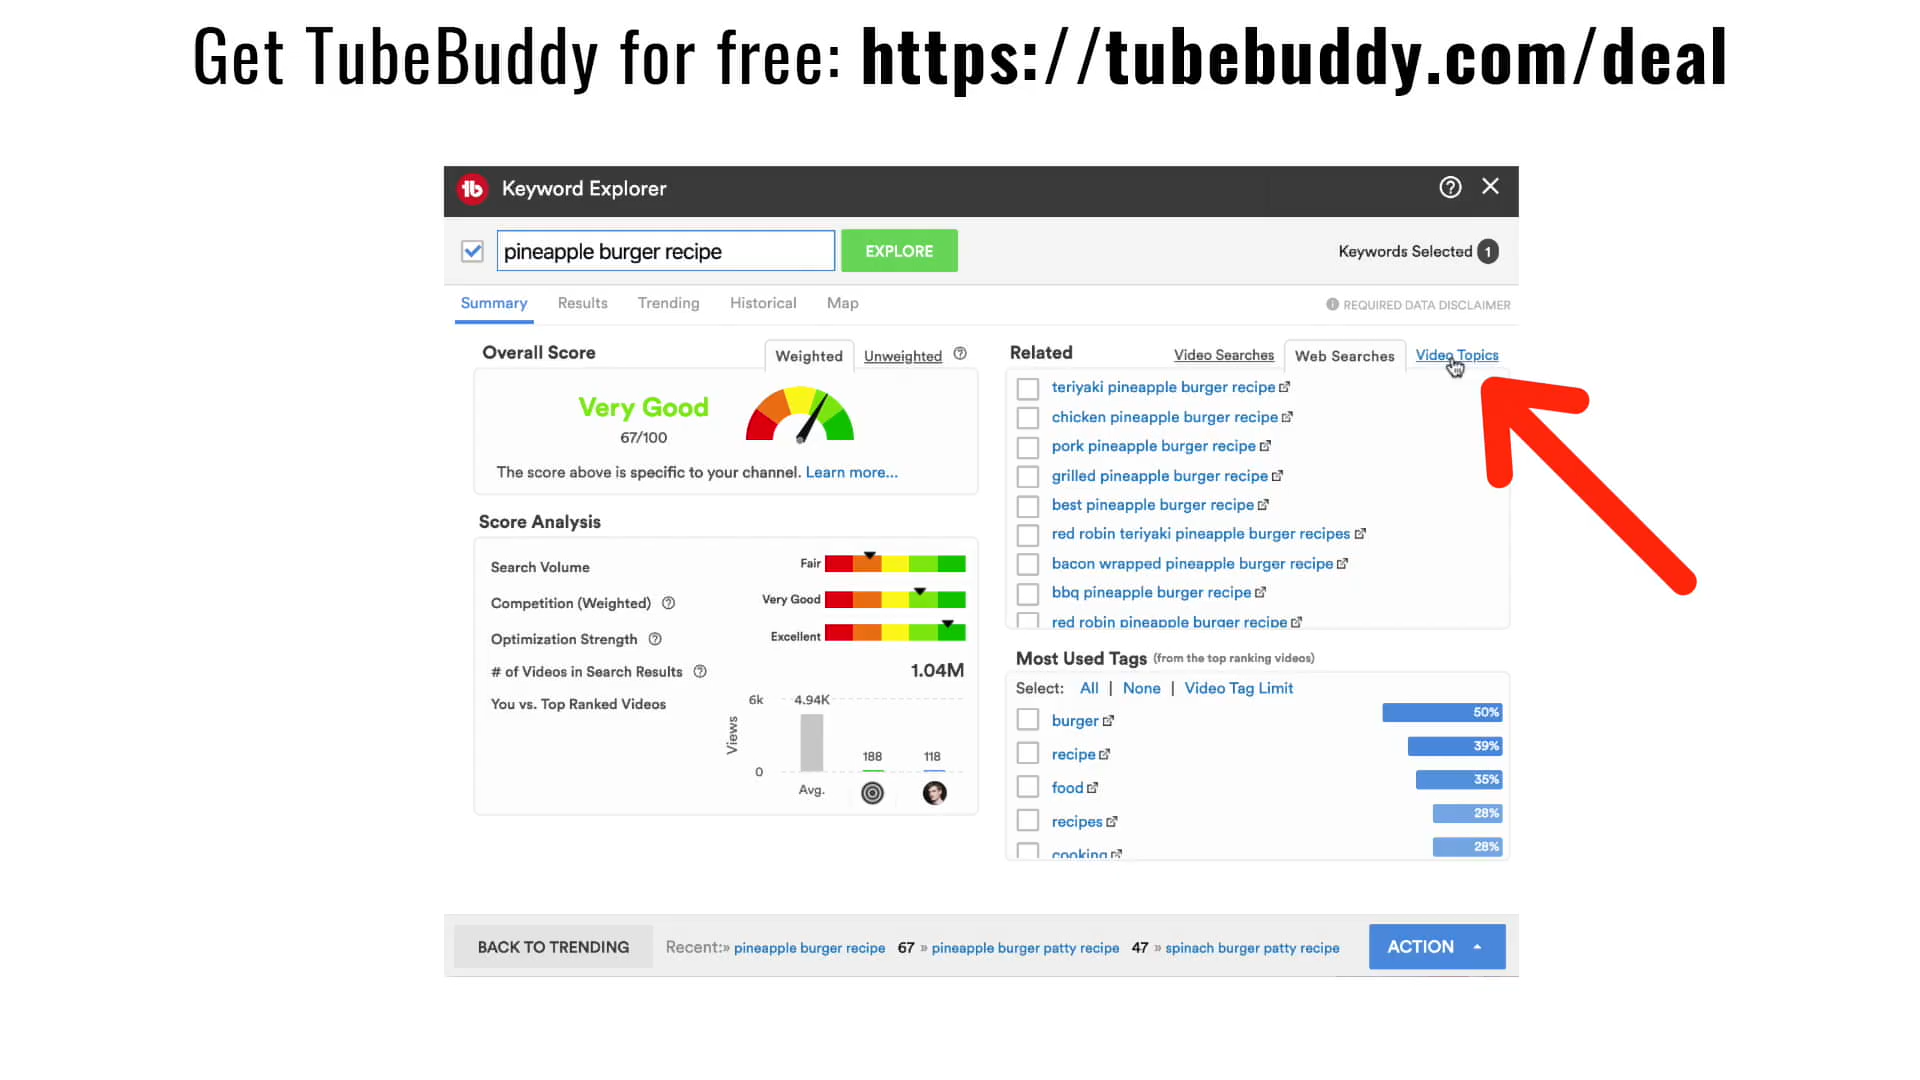 Get TubeBuddy for free: https://tubebuddy.com/deal
tb Keyword Explorer
pineapple burger recipe EXPLORE Keywords Selected 1
Summary Results Trending Historical Map REQUIRED DATA DISCLAIMER
Overall Score Weighted Unweighted
Very Good
67/100
The score above is specific to your channel. Learn more...
Score Analysis
Search Volume Fair
Competition (Weighted) Very Good
Optimization Strength Excellent
# of Videos in Search Results 1.04M
You vs. Top Ranked Videos
Views
6k 4.94K
188 118
0
Avg.
Related Video Searches Web Searches Video Topics
teriyaki pineapple burger recipe
chicken pineapple burger recipe
pork pineapple burger recipe
grilled pineapple burger recipe
best pineapple burger recipe
red robin teriyaki pineapple burger recipes
bacon wrapped pineapple burger recipe
bbq pineapple burger recipe
red robin pineapple burger recipe
Most Used Tags (from the top ranking videos)
Select: All | None | Video Tag Limit
burger 50%
recipe 39%
food 35%
recipes 28%
cooking 28%
BACK TO TRENDING Recent:» pineapple burger recipe 67 » pineapple burger patty recipe 47 » spinach burger patty recipe ACTION